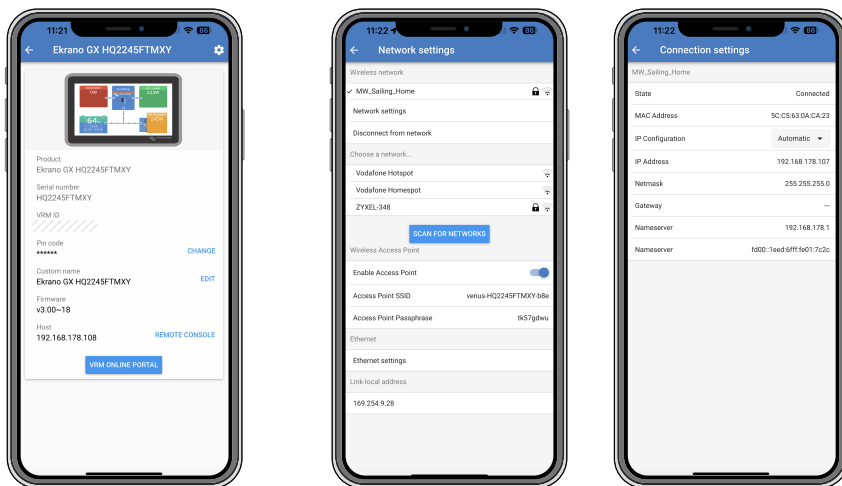 11:21
86
Ekrano GX HQ2245FTMXY
0W
64
Product
Ekrano GX HQ2245FTMXY
Serial number
HQ2245FTMXY
VRM ID
Pin code
****** CHANGE
Custom name
Ekrano GX HQ2245FTMXY EDIT
Firmware
v3.00~18
Host
192.168.178.108 REMOTE CONSOLE
VRM ONLINE PORTAL
11:22
86
Network settings
Wireless network
MW_Sailing_Home
Network settings
Disconnect from network
Choose a network...
Vodafone Hotspot
Vodafone Homespot
ZYXEL-348
SCAN FOR NETWORKS
Wireless Access Point
Enable Access Point
Access Point SSID venus-HQ2245FTMXY-b8e
Access Point Passphrase tk57gdwu
Ethernet
Ethernet settings
Link-local address
169.254.9.28
11:22
86
Connection settings
MW_Sailing_Home
State Connected
MAC Address 5C:C5:63:0A:CA:23
IP Configuration Automatic
IP Address 192.168.178.107
Netmask 255.255.255.0
Gateway ---
Nameserver 192.168.178.1
Nameserver fd00::1eed:6fff:fe01:7c2c